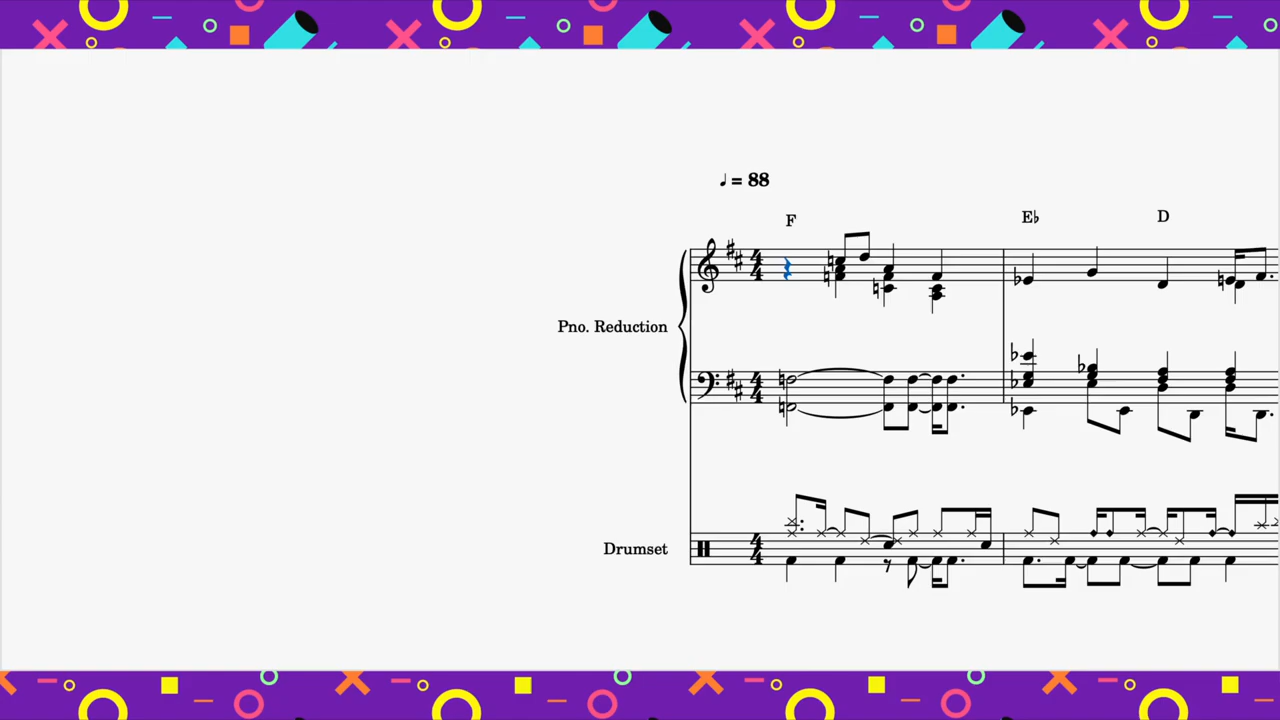 ♩ = 88
F E♭ D
Pno. Reduction
Drumset